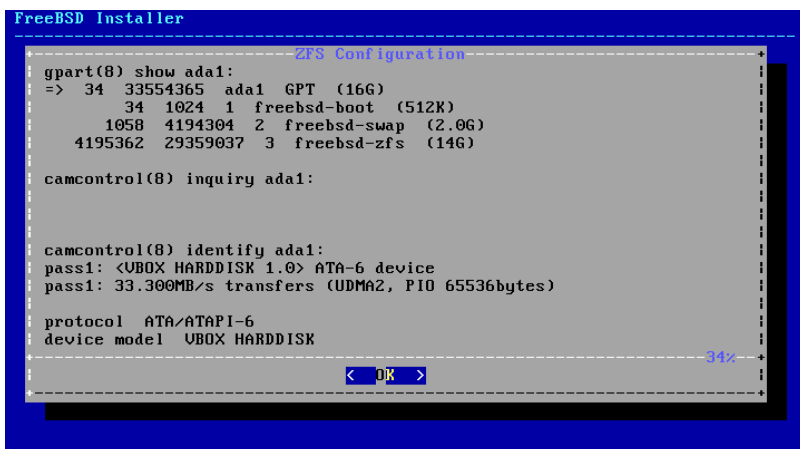 FreeBSD Installer
ZFS Configuration
gpart(8) show ada1:
=>  34  33554365  ada1  GPT  (16G)
34  1024  1  freebsd-boot  (512K)
1058  4194304  2  freebsd-swap  (2.0G)
4195362  29359037  3  freebsd-zfs  (14G)
camcontrol(8) inquiry ada1:
camcontrol(8) identify ada1:
pass1: <VBOX HARDDISK 1.0> ATA-6 device
pass1: 33.300MB/s transfers (UDMA2, PIO 65536bytes)
protocol  ATA/ATAPI-6
device model  VBOX HARDDISK
34%
<  OK  >